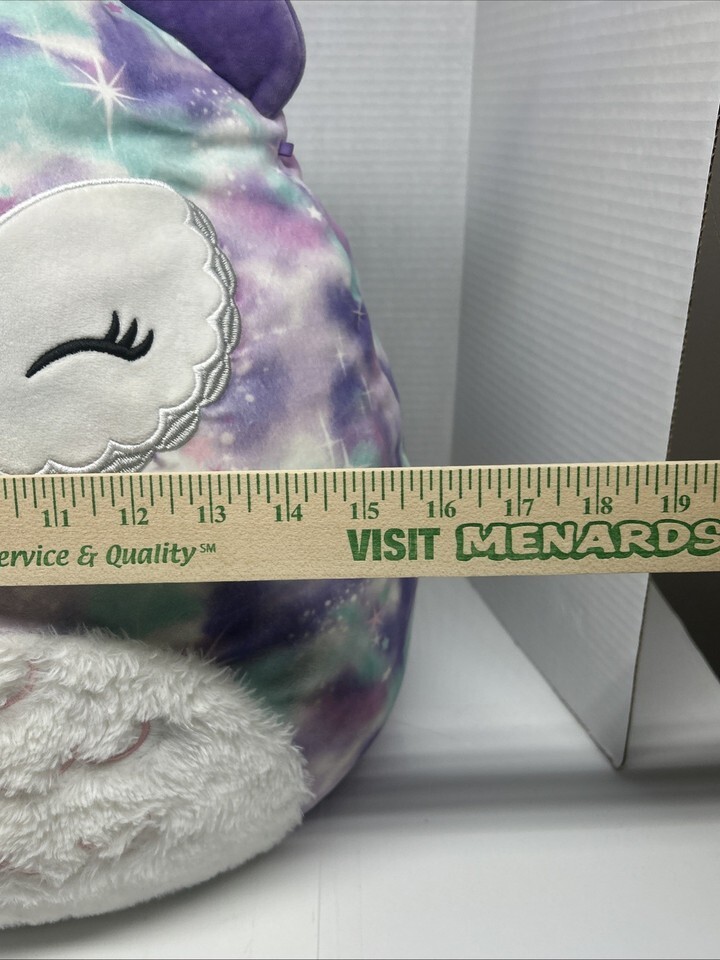 11 12 13 14 15 16 17 18 19
ervice & Quality℠ VISIT MENARDS